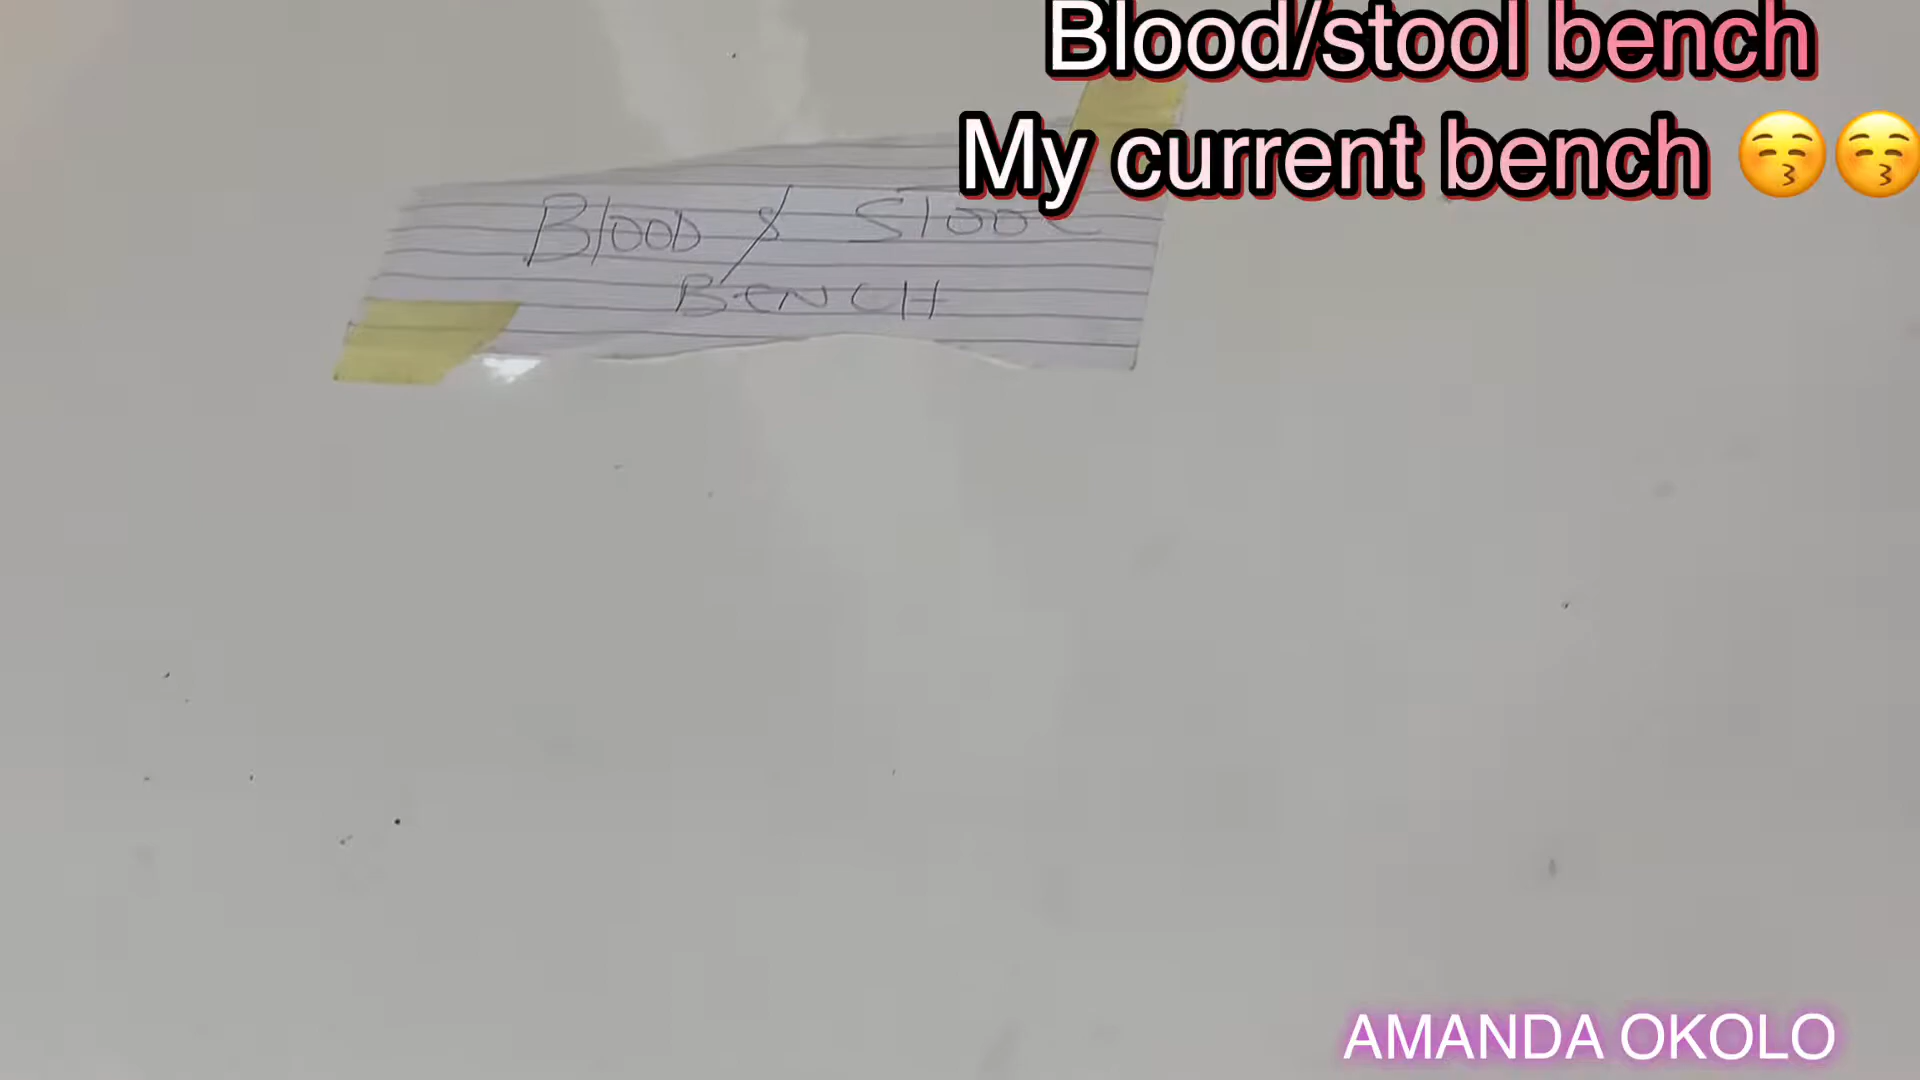 Blood/stool bench
My current bench 😚😚
Blood / & STOOL
BENCH
AMANDA OKOLO